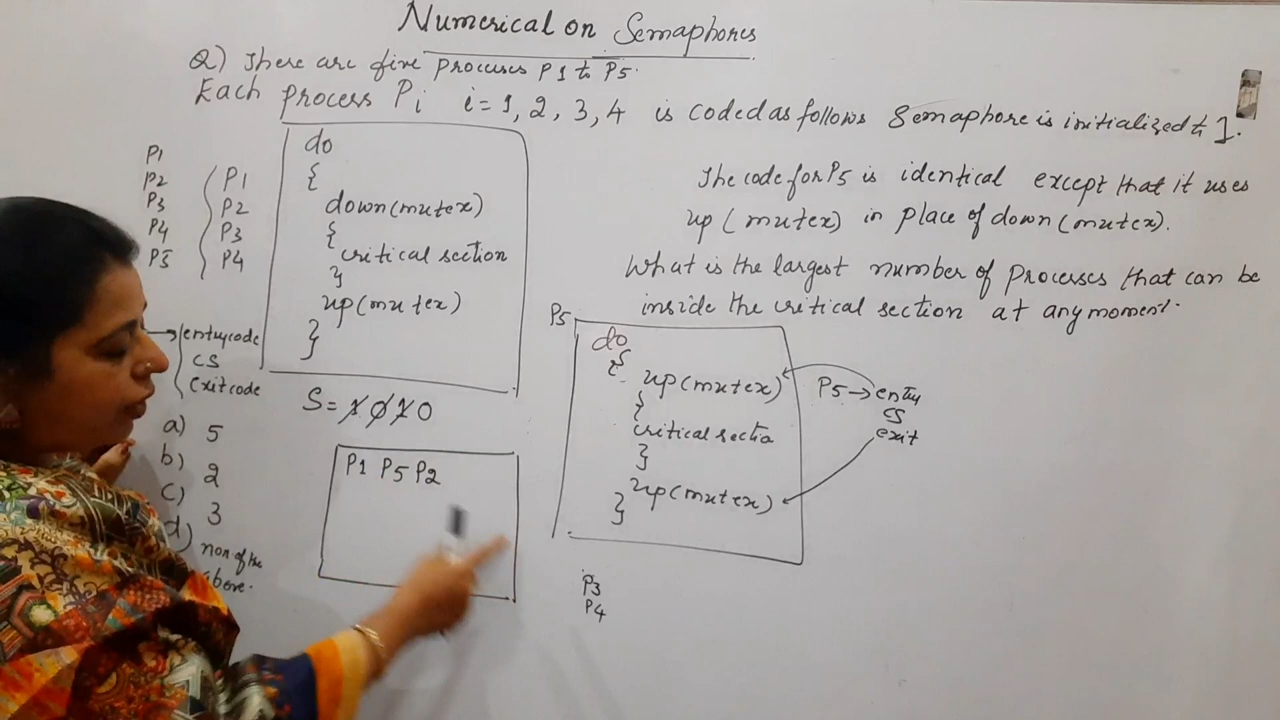 Numerical on Semaphores
Q) There are five processes P1 to P5.
Each process Pi i=1, 2, 3, 4 is coded as follows Semaphore is initialized to 1.
P1
P2
P3
P4
P5
P1
P2
P3
P4
do
{
down(mutex)
{
critical section
}
up(mutex)
}
The code for P5 is identical except that it uses
up(mutex) in place of down(mutex).
What is the largest number of processes that can be
inside the critical section at any moment.
entry code
CS
exit code
a) 5
b) 2
c) 3
d) non of the
above.
S = 1 0 1 0
P1 P5 P2
P5
do
{
up(mutex)
{
critical sectio
}
up(mutex)
}
P5 → entry
CS
exit
P3
P4